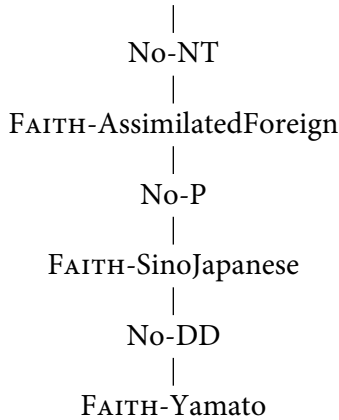 No-NT
Faith-AssimilatedForeign
No-P
Faith-SinoJapanese
No-DD
Faith-Yamato